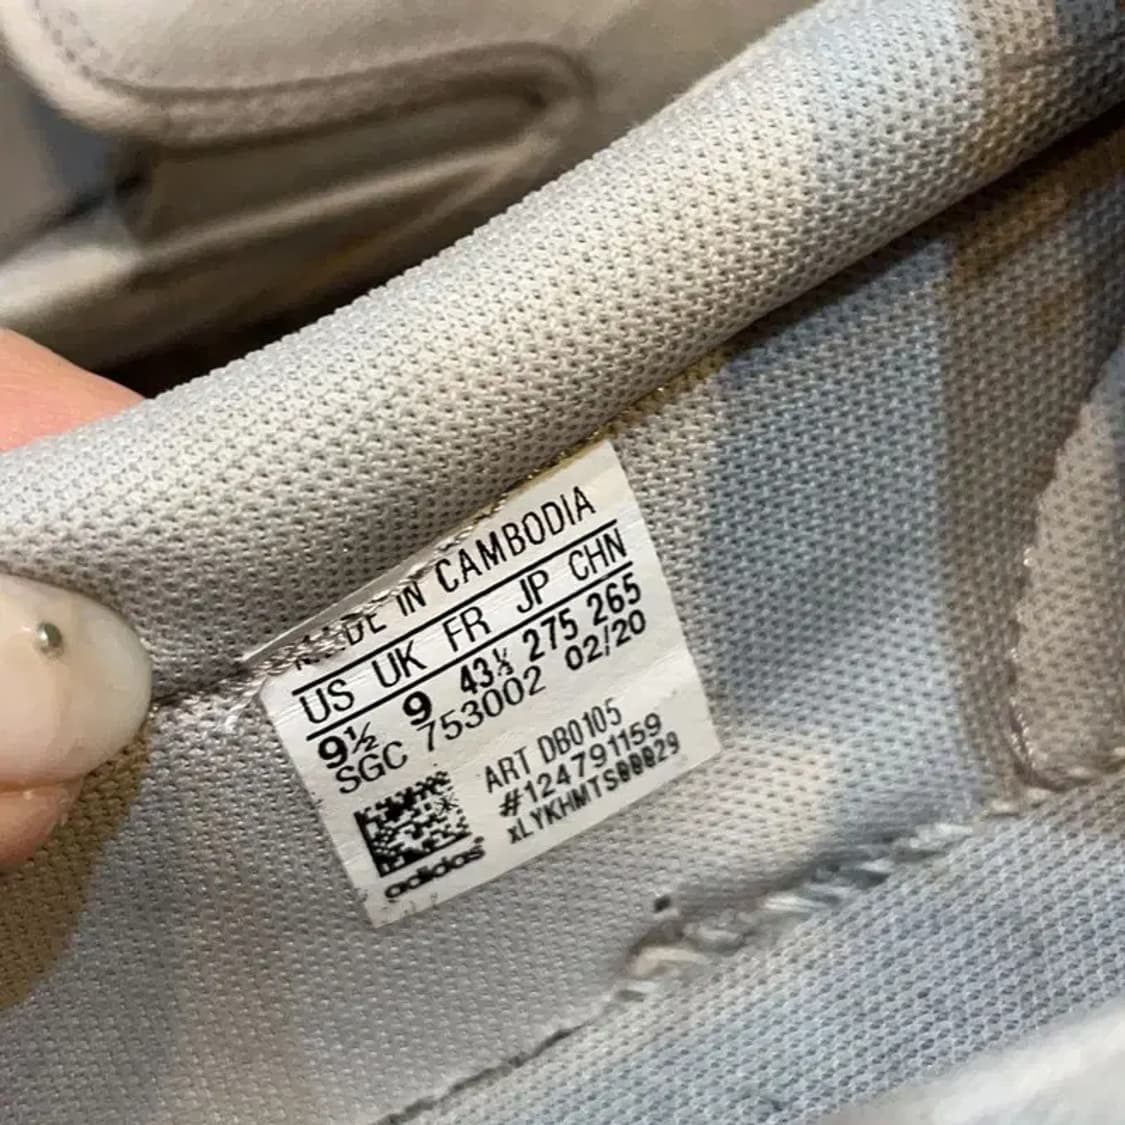 MADE IN CAMBODIA
US UK FR JP CHN
9½ 9 43⅓ 275 265
SGC 753002 02/20
ART DB0105
#124791159
adidas